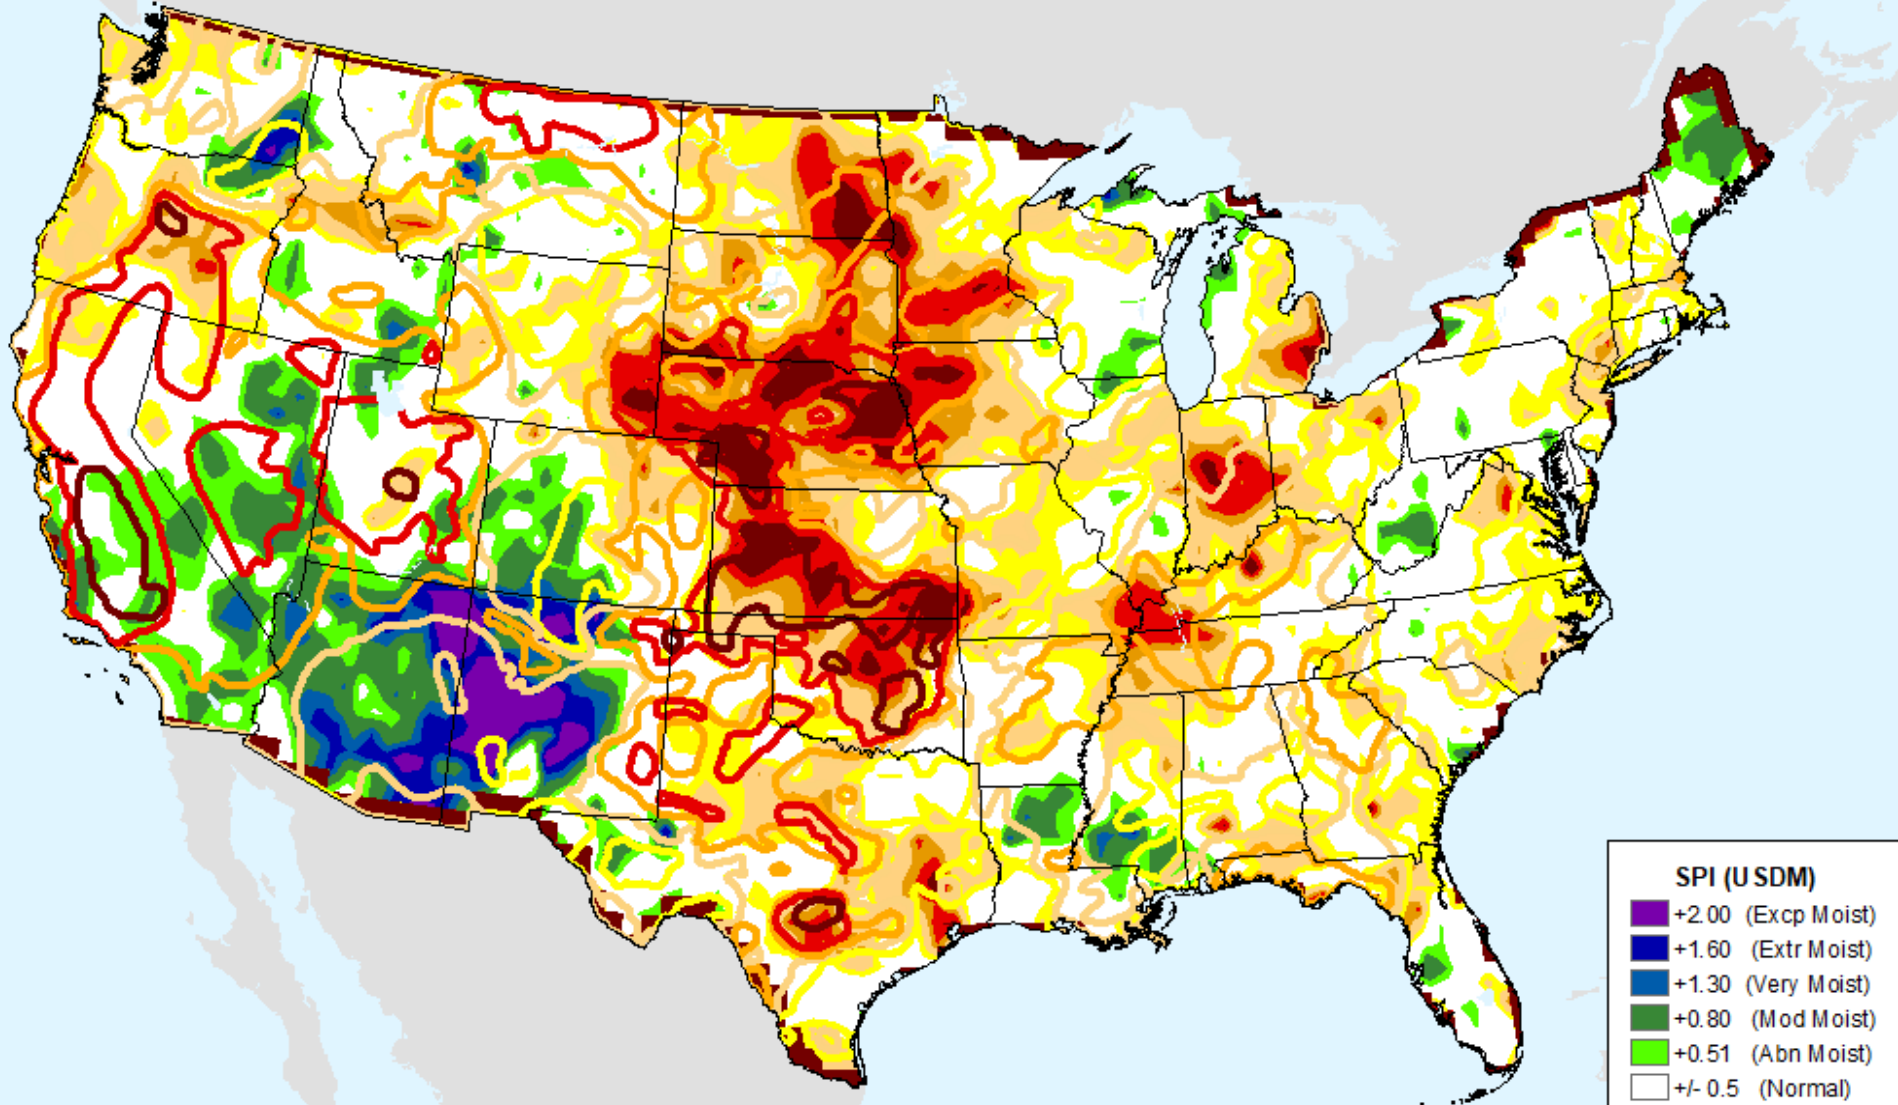 SPI (USDM)
+2.00 (Excp Moist)
+1.60 (Extr Moist)
+1.30 (Very Moist)
+0.80 (Mod Moist)
+0.51 (Abn Moist)
+/- 0.5 (Normal)